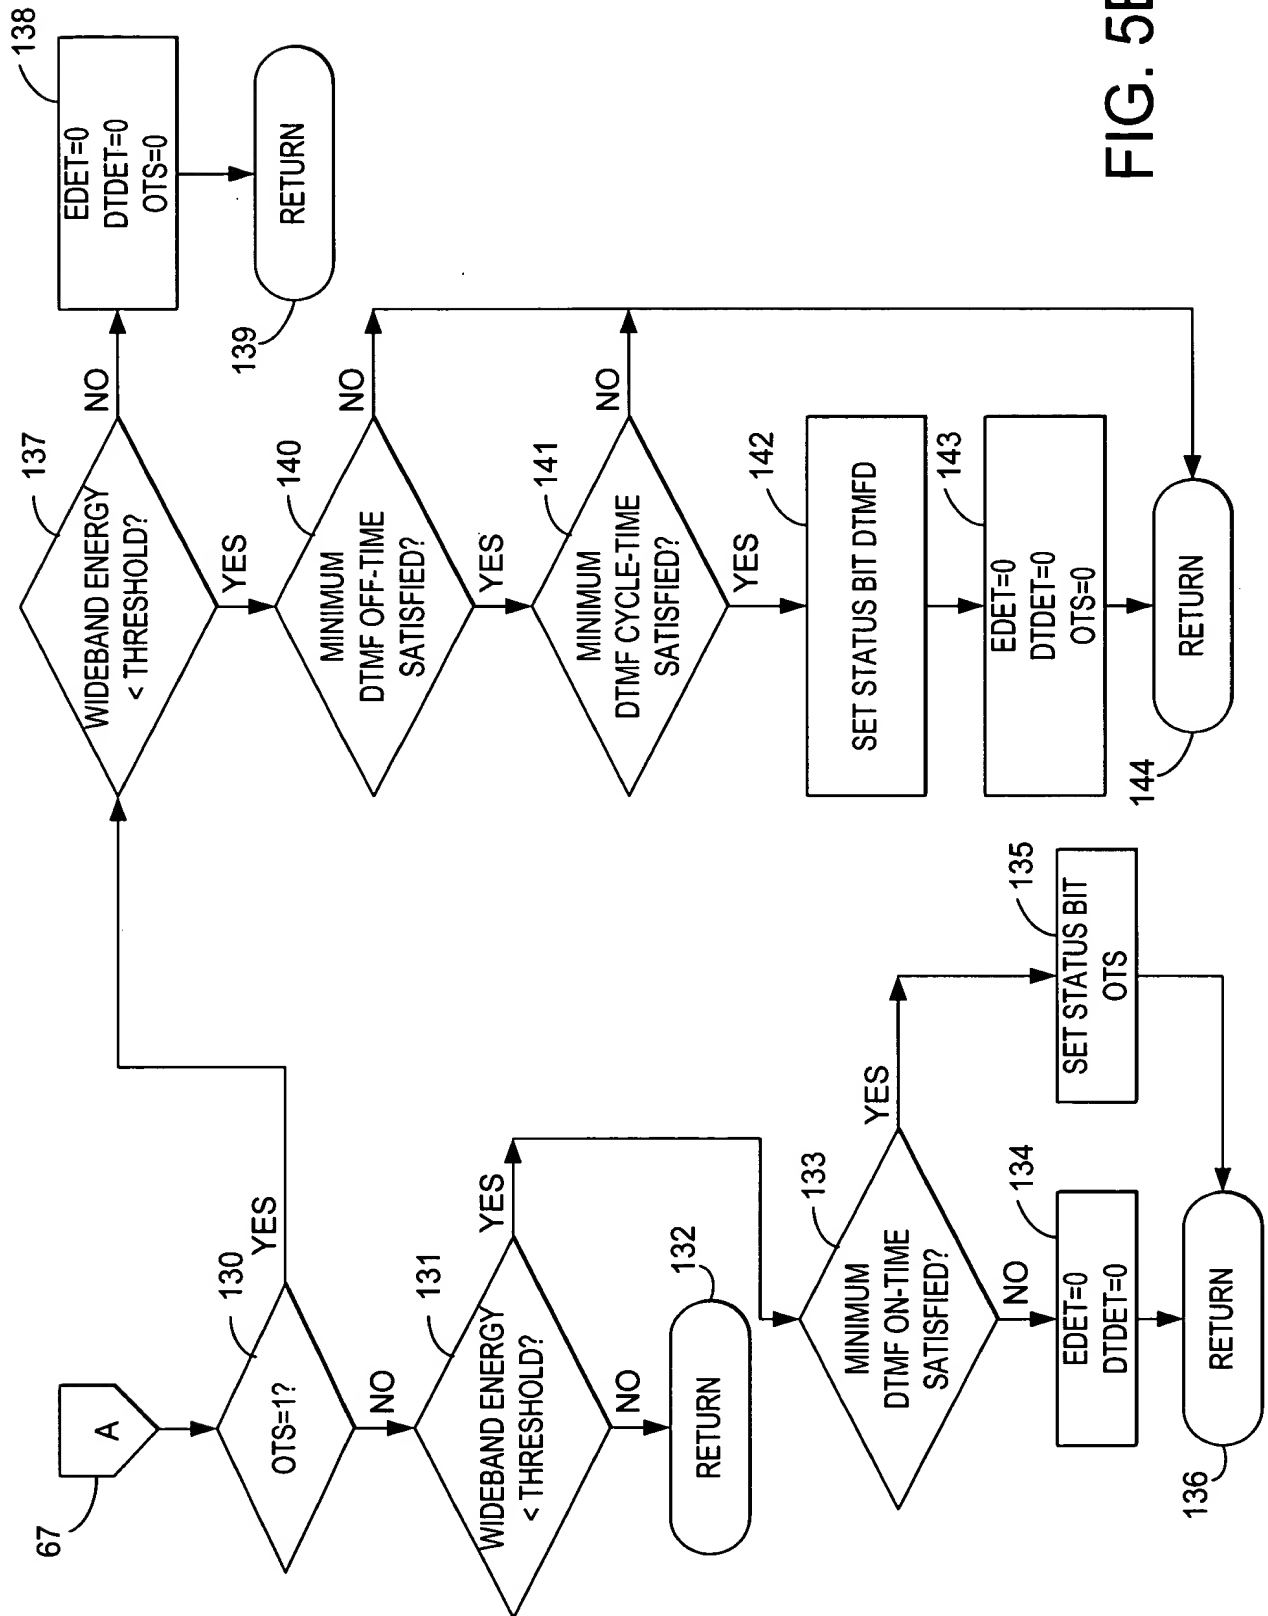 67
A
130
OTS=1?
YES
NO
131
WIDEBAND ENERGY
< THRESHOLD?
YES
NO
132
RETURN
133
MINIMUM
DTMF ON-TIME
SATISFIED?
YES
NO
134
EDET=0
DTDET=0
135
SET STATUS BIT
OTS
136
RETURN
137
WIDEBAND ENERGY
< THRESHOLD?
NO
YES
138
EDET=0
DTDET=0
OTS=0
139
RETURN
140
MINIMUM
DTMF OFF-TIME
SATISFIED?
NO
YES
141
MINIMUM
DTMF CYCLE-TIME
SATISFIED?
NO
YES
142
SET STATUS BIT DTMFD
143
EDET=0
DTDET=0
OTS=0
144
RETURN
FIG. 5B